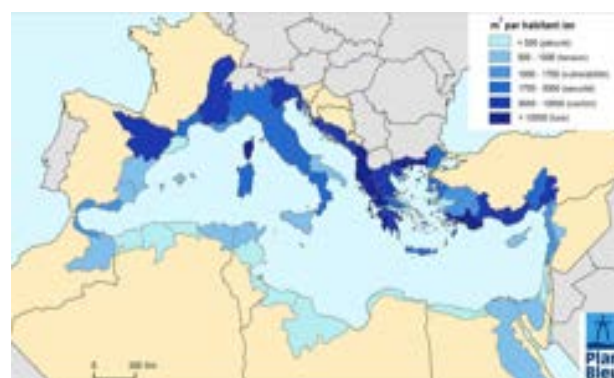 m³ par habitant /an
< 500 (pénurie)
500 - 1000 (tension)
1000 - 1700 (vulnérabilité)
1700 - 5000 (sécurité)
5000 - 10000 (confort)
> 10000 (luxe)
0 km
Plan
Bleu